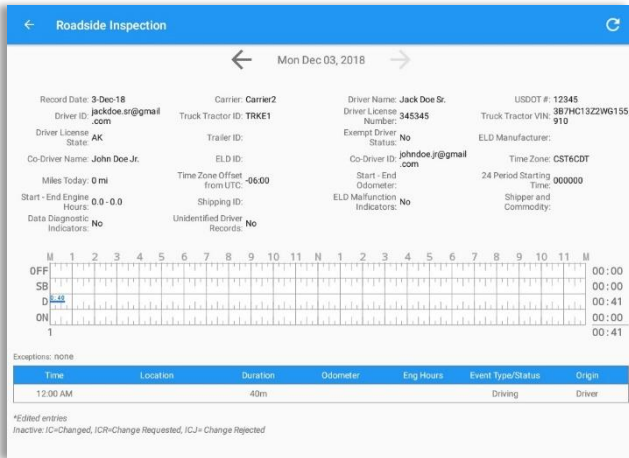 Roadside Inspection
Mon Dec 03, 2018
Record Date: 3-Dec-18 Carrier: Carrier2 Driver Name: Jack Doe Sr. USDOT #: 12345
Driver ID: jackdoe.sr@gmail.com Truck Tractor ID: TRKE1 Driver License Number: 345345 Truck Tractor VIN: 3B7HC13Z2WG155910
Driver License State: AK Trailer ID: Exempt Driver Status: No ELD Manufacturer:
Co-Driver Name: John Doe Jr. ELD ID: Co-Driver ID: johndoe.jr@gmail.com Time Zone: CST6CDT
Miles Today: 0 mi Time Zone Offset from UTC: -06:00 Start - End Odometer: 24 Period Starting Time: 000000
Start - End Engine Hours: 0.0 - 0.0 Shipping ID: ELD Malfunction Indicators: No Shipper and Commodity:
Data Diagnostic Indicators: No Unidentified Driver Records: No
M 1 2 3 4 5 6 7 8 9 10 11 N 1 2 3 4 5 6 7 8 9 10 11 M
OFF 00:00
SB 00:00
D 0:40 00:41
ON 00:00
1 00:41
Exceptions: none
Time Location Duration Odometer Eng Hours Event Type/Status Origin
12:00 AM 40m Driving Driver
*Edited entries
Inactive: IC=Changed, ICR=Change Requested, ICJ= Change Rejected